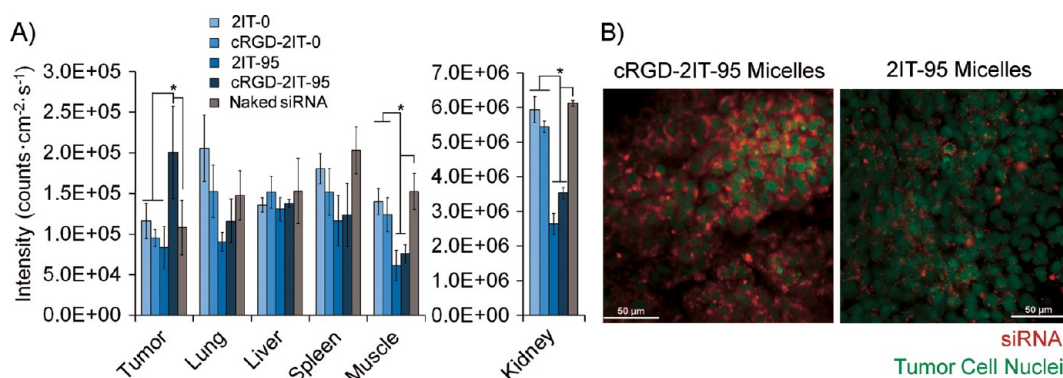 A)
2IT-0
cRGD-2IT-0
2IT-95
cRGD-2IT-95
Naked siRNA
Intensity (counts·cm-2·s-1)
3.0E+05
2.5E+05
2.0E+05
1.5E+05
1.0E+05
5.0E+04
0.0E+00
*
*
Tumor
Lung
Liver
Spleen
Muscle
7.0E+06
6.0E+06
5.0E+06
4.0E+06
3.0E+06
2.0E+06
1.0E+06
0.0E+00
*
Kidney
B)
cRGD-2IT-95 Micelles
2IT-95 Micelles
50 µm
50 µm
siRNA
Tumor Cell Nuclei